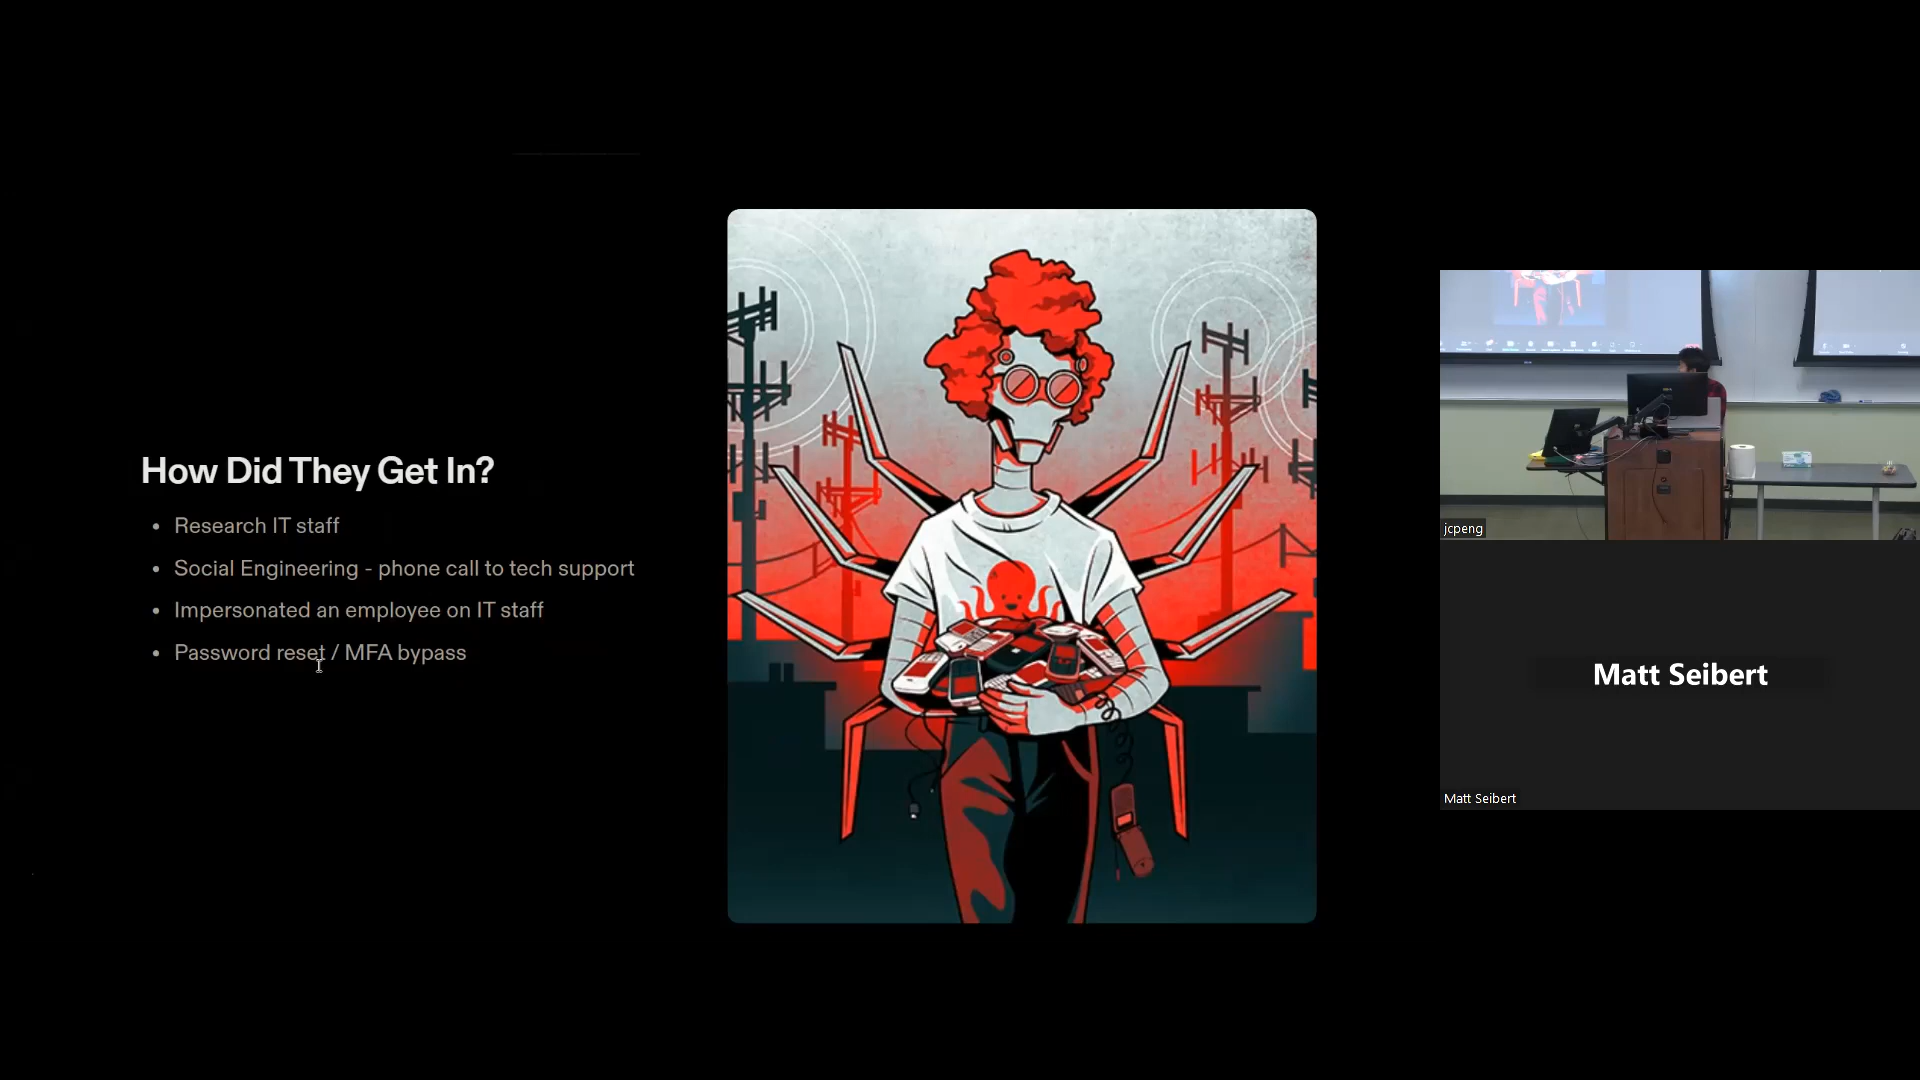 How Did They Get In?
• Research IT staff
• Social Engineering - phone call to tech support
• Impersonated an employee on IT staff
• Password reset / MFA bypass
jcpeng
Matt Seibert
Matt Seibert